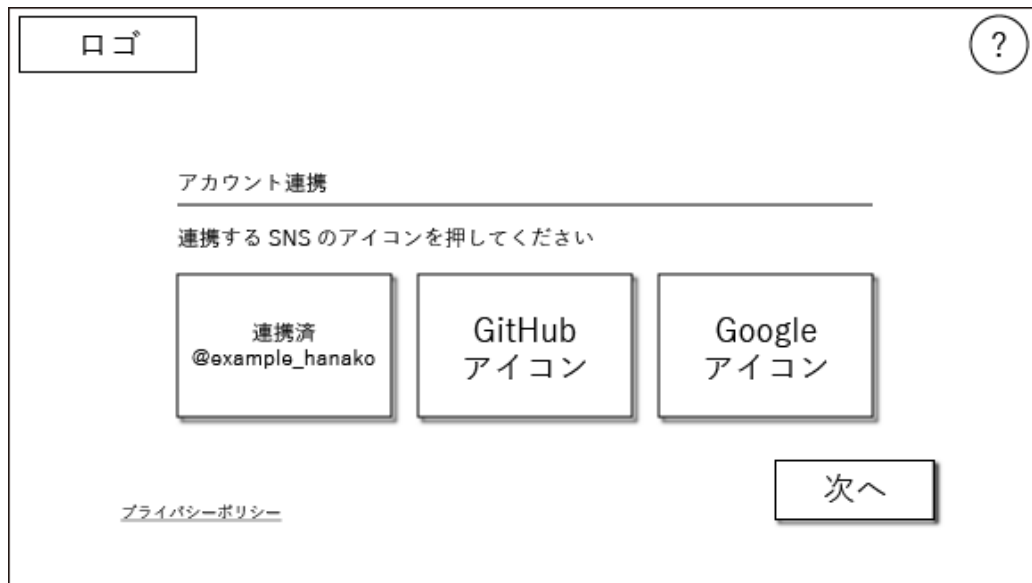 ロゴ
?
アカウント連携
連携する SNS のアイコンを押してください
連携済
@example_hanako
GitHub
アイコン
Google
アイコン
次へ
プライバシーポリシー